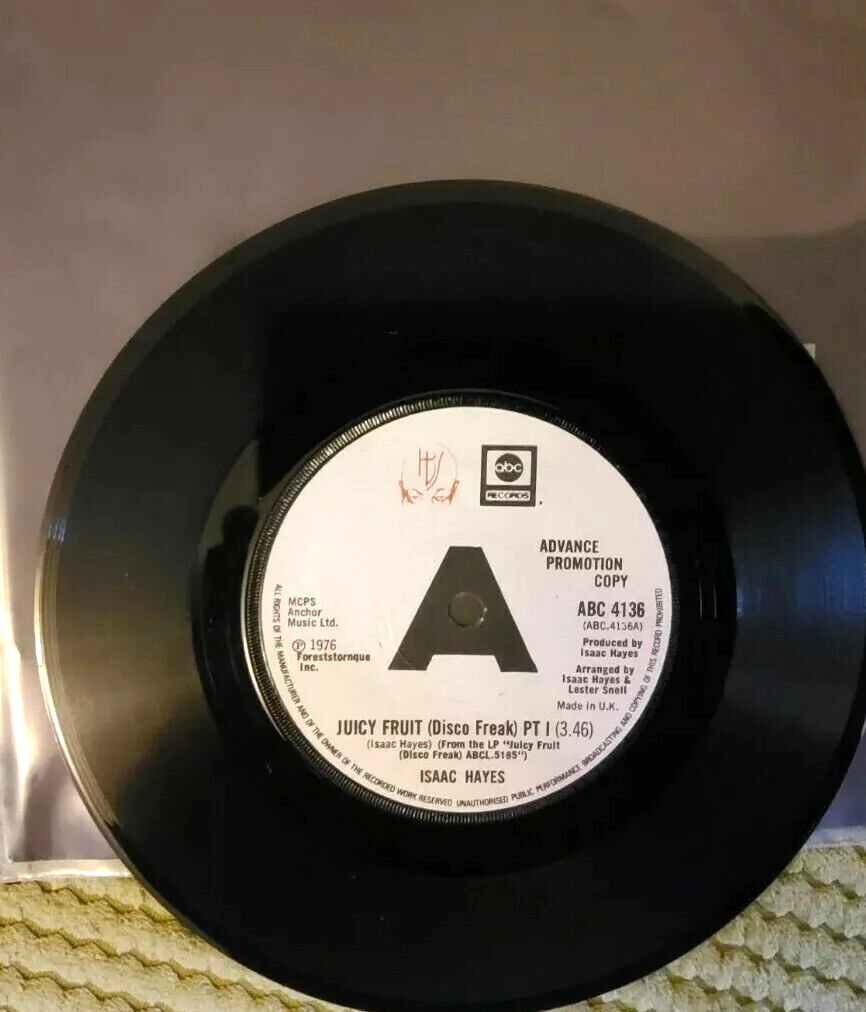 HBS
abc
RECORDS
ADVANCE
PROMOTION
COPY
MCPS
Anchor
Music Ltd.
ABC 4136
(ABC.4136A)
Ⓟ 1976
Foreststornque
Inc.
Produced by
Isaac Hayes
Arranged by
Isaac Hayes &
Lester Snell
Made in U.K.
A
JUICY FRUIT (Disco Freak) PT I (3.46)
(Isaac Hayes) (From the LP "Juicy Fruit
(Disco Freak) ABCL.5185")
ISAAC HAYES
ALL RIGHTS OF THE MANUFACTURER AND OF THE OWNER OF THE RECORDED WORK RESERVED UNAUTHORISED PUBLIC PERFORMANCE BROADCASTING AND COPYING OF THIS RECORD PROHIBITED